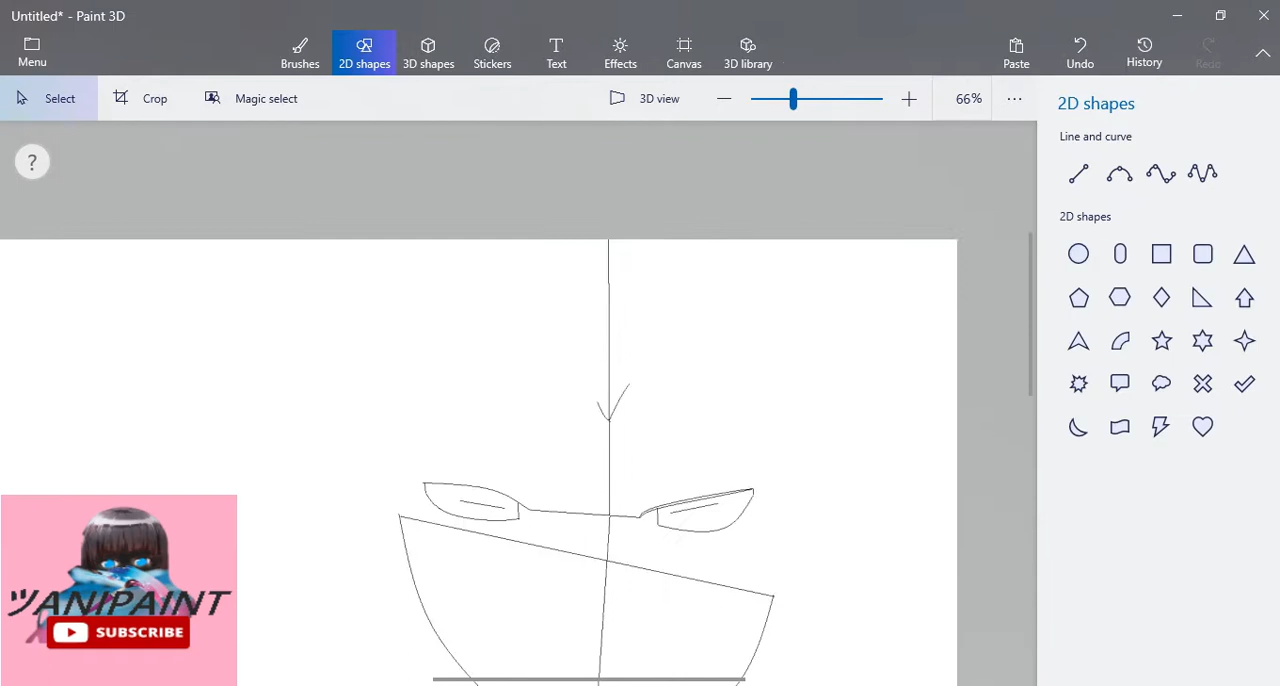 Untitled* - Paint 3D
Menu
Brushes
2D shapes
3D shapes
Stickers
Text
Effects
Canvas
3D library
Paste
Undo
History
Redo
Select
Crop
Magic select
3D view
66%
2D shapes
Line and curve
2D shapes
?
ツANIPAINT
SUBSCRIBE